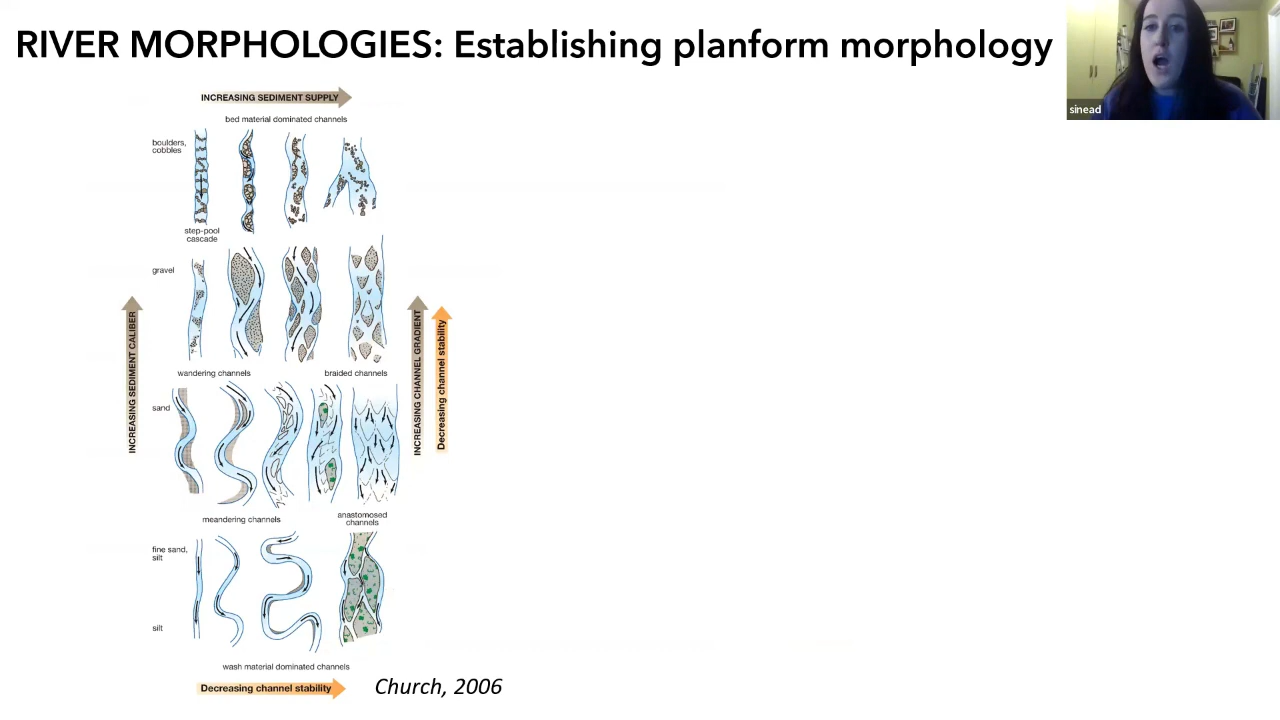 RIVER MORPHOLOGIES: Establishing planform morphology
sinead
INCREASING SEDIMENT SUPPLY
bed material dominated channels
boulders,
cobbles
step-pool
cascade
gravel
INCREASING SEDIMENT CALIBER
INCREASING CHANNEL GRADIENT
Decreasing channel stability
wandering channels
braided channels
sand
meandering channels
anastomosed
channels
fine sand,
silt
silt
wash material dominated channels
Decreasing channel stability
Church, 2006